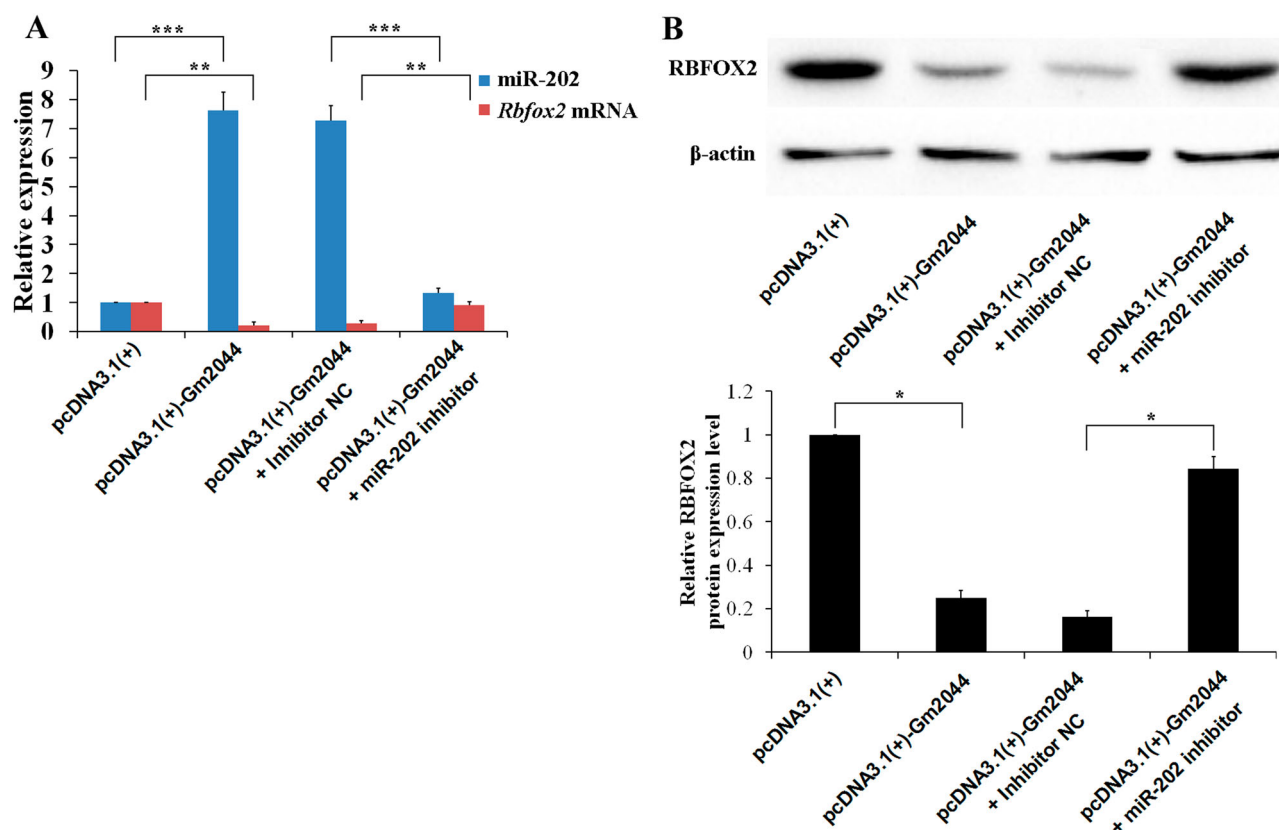 A
*** ***
** **
miR-202
Rbfox2 mRNA
Relative expression
9
8
7
6
5
4
3
2
1
0
pcDNA3.1(+)
pcDNA3.1(+)-Gm2044
pcDNA3.1(+)-Gm2044
+ Inhibitor NC
pcDNA3.1(+)-Gm2044
+ miR-202 inhibitor
B
RBFOX2
β-actin
pcDNA3.1(+)
pcDNA3.1(+)-Gm2044
pcDNA3.1(+)-Gm2044
+ Inhibitor NC
pcDNA3.1(+)-Gm2044
+ miR-202 inhibitor
Relative RBFOX2
protein expression level
1.2
1
0.8
0.6
0.4
0.2
0
*
*
pcDNA3.1(+)
pcDNA3.1(+)-Gm2044
pcDNA3.1(+)-Gm2044
+ Inhibitor NC
pcDNA3.1(+)-Gm2044
+ miR-202 inhibitor